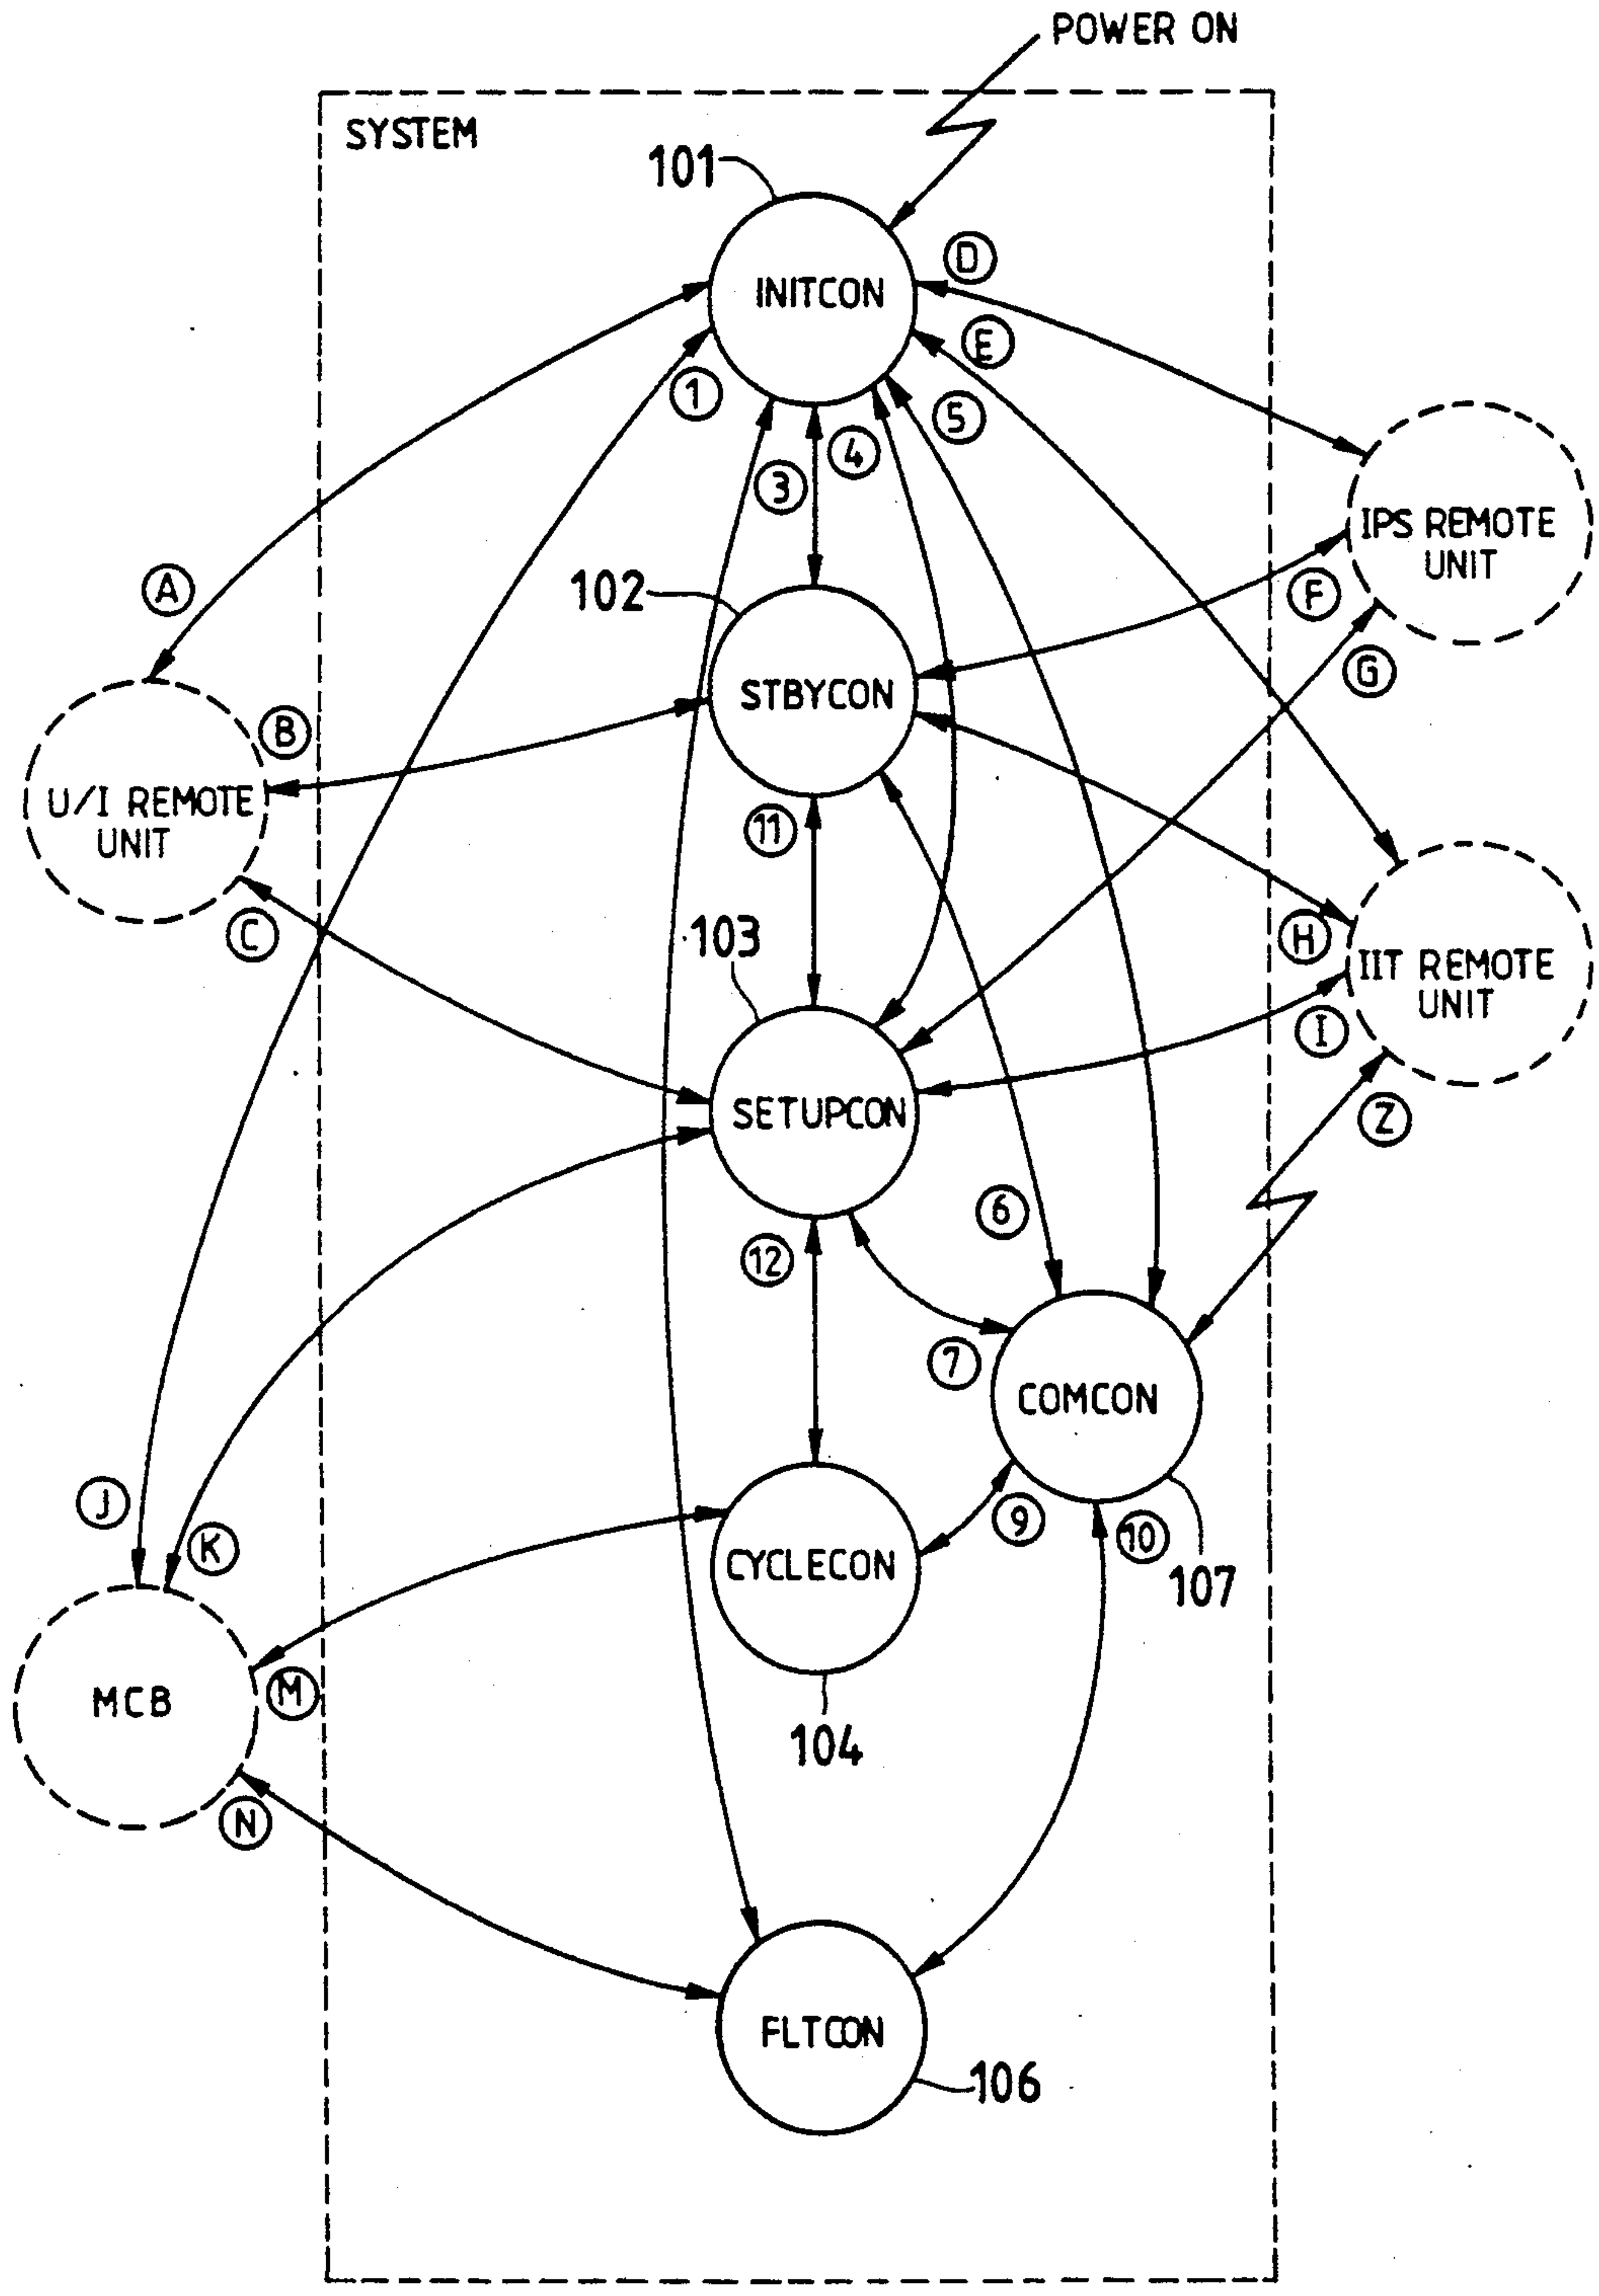 POWER ON
SYSTEM
101
INITCON
D
E
1
5
4
3
IPS REMOTE
UNIT
A
102
F
G
STBYCON
B
U/I REMOTE
UNIT
11
C
103
H
IIT REMOTE
UNIT
I
SETUPCON
Z
6
12
7
COMCON
J
K
9
10
CYCLECON
107
M
MCB
104
N
FLTCON
106